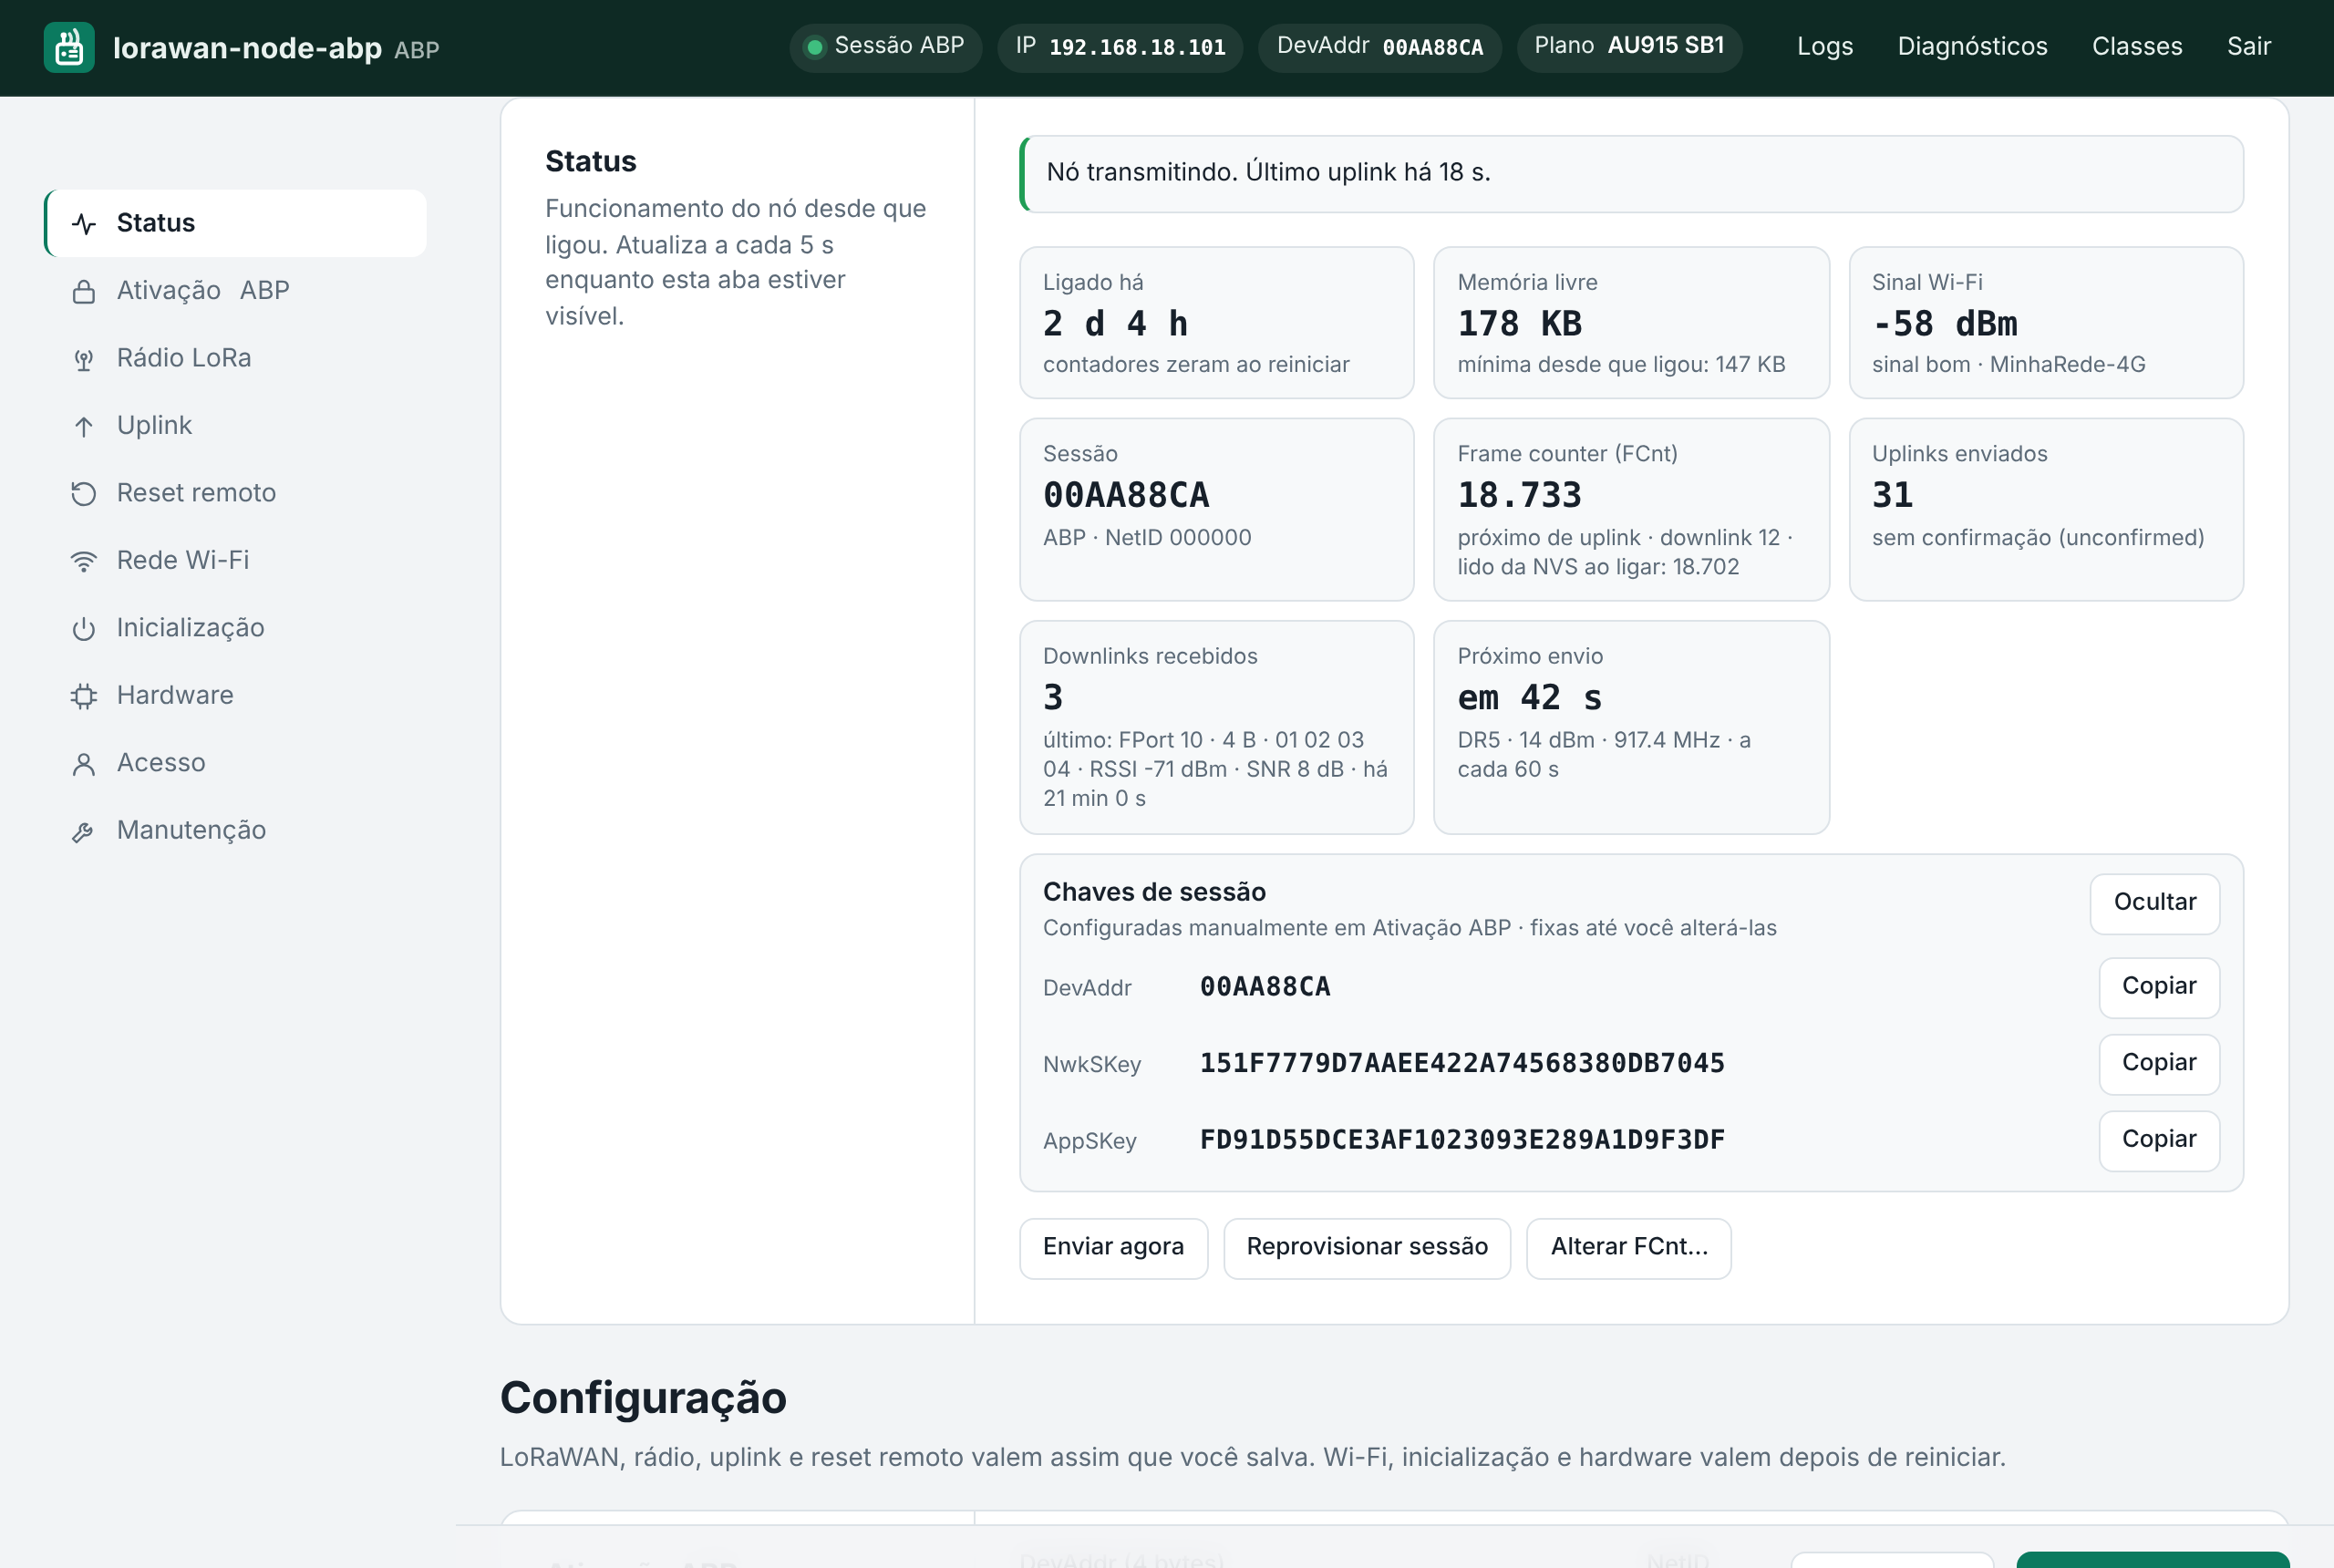 lorawan-node-abp ABP
Sessão ABP
IP 192.168.18.101
DevAddr 00AA88CA
Plano AU915 SB1
Logs
Diagnósticos
Classes
Sair
Status
Ativação ABP
Rádio LoRa
Uplink
Reset remoto
Rede Wi-Fi
Inicialização
Hardware
Acesso
Manutenção
Status
Funcionamento do nó desde que
ligou. Atualiza a cada 5 s
enquanto esta aba estiver
visível.
Nó transmitindo. Último uplink há 18 s.
Ligado há
2 d 4 h
contadores zeram ao reiniciar
Memória livre
178 KB
mínima desde que ligou: 147 KB
Sinal Wi-Fi
-58 dBm
sinal bom · MinhaRede-4G
Sessão
00AA88CA
ABP · NetID 000000
Frame counter (FCnt)
18.733
próximo de uplink · downlink 12 ·
lido da NVS ao ligar: 18.702
Uplinks enviados
31
sem confirmação (unconfirmed)
Downlinks recebidos
3
último: FPort 10 · 4 B · 01 02 03
04 · RSSI -71 dBm · SNR 8 dB · há
21 min 0 s
Próximo envio
em 42 s
DR5 · 14 dBm · 917.4 MHz · a
cada 60 s
Chaves de sessão
Configuradas manualmente em Ativação ABP · fixas até você alterá-las
Ocultar
DevAddr 00AA88CA Copiar
NwkSKey 151F7779D7AAEE422A74568380DB7045 Copiar
AppSKey FD91D55DCE3AF1023093E289A1D9F3DF Copiar
Enviar agora
Reprovisionar sessão
Alterar FCnt...
Configuração
LoRaWAN, rádio, uplink e reset remoto valem assim que você salva. Wi-Fi, inicialização e hardware valem depois de reiniciar.
Ativação ABP
DevAddr (4 bytes)
NetID